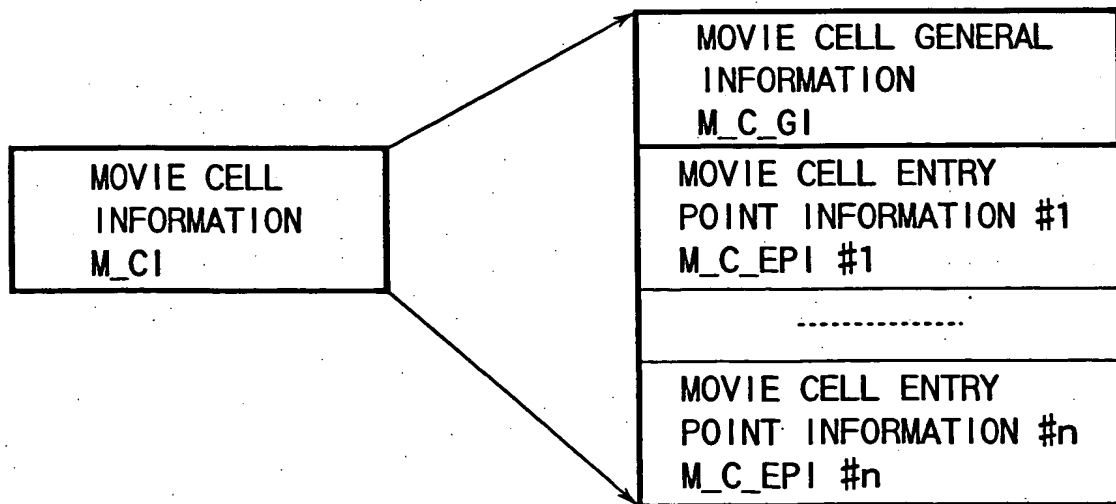 MOVIE CELL
INFORMATION
M_CI
MOVIE CELL GENERAL
INFORMATION
M_C_GI
MOVIE CELL ENTRY
POINT INFORMATION #1
M_C_EPI #1
---------------
MOVIE CELL ENTRY
POINT INFORMATION #n
M_C_EPI #n